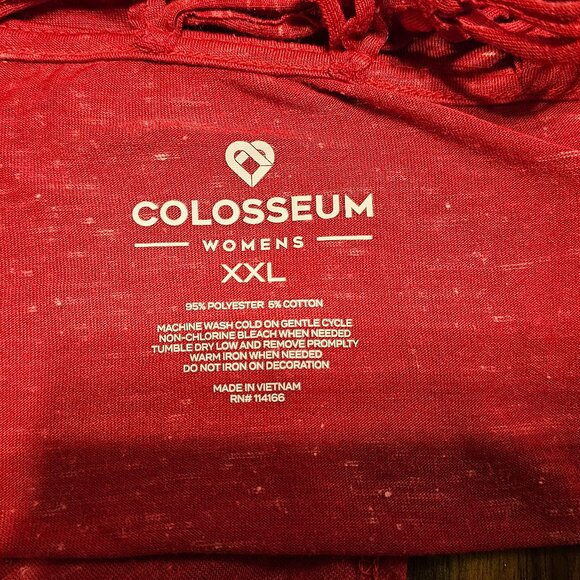 COLOSSEUM
WOMENS
XXL
95% POLYESTER 5% COTTON
MACHINE WASH COLD ON GENTLE CYCLE
NON-CHLORINE BLEACH WHEN NEEDED
TUMBLE DRY LOW AND REMOVE PROMPLTY
WARM IRON WHEN NEEDED
DO NOT IRON ON DECORATION
MADE IN VIETNAM
RN# 114166